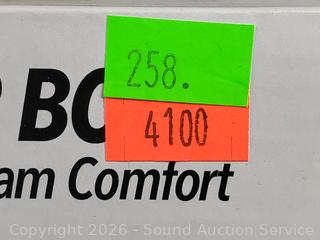 258.
4100
BO
am Comfort
Copyright 2026 - Sound Auction Service